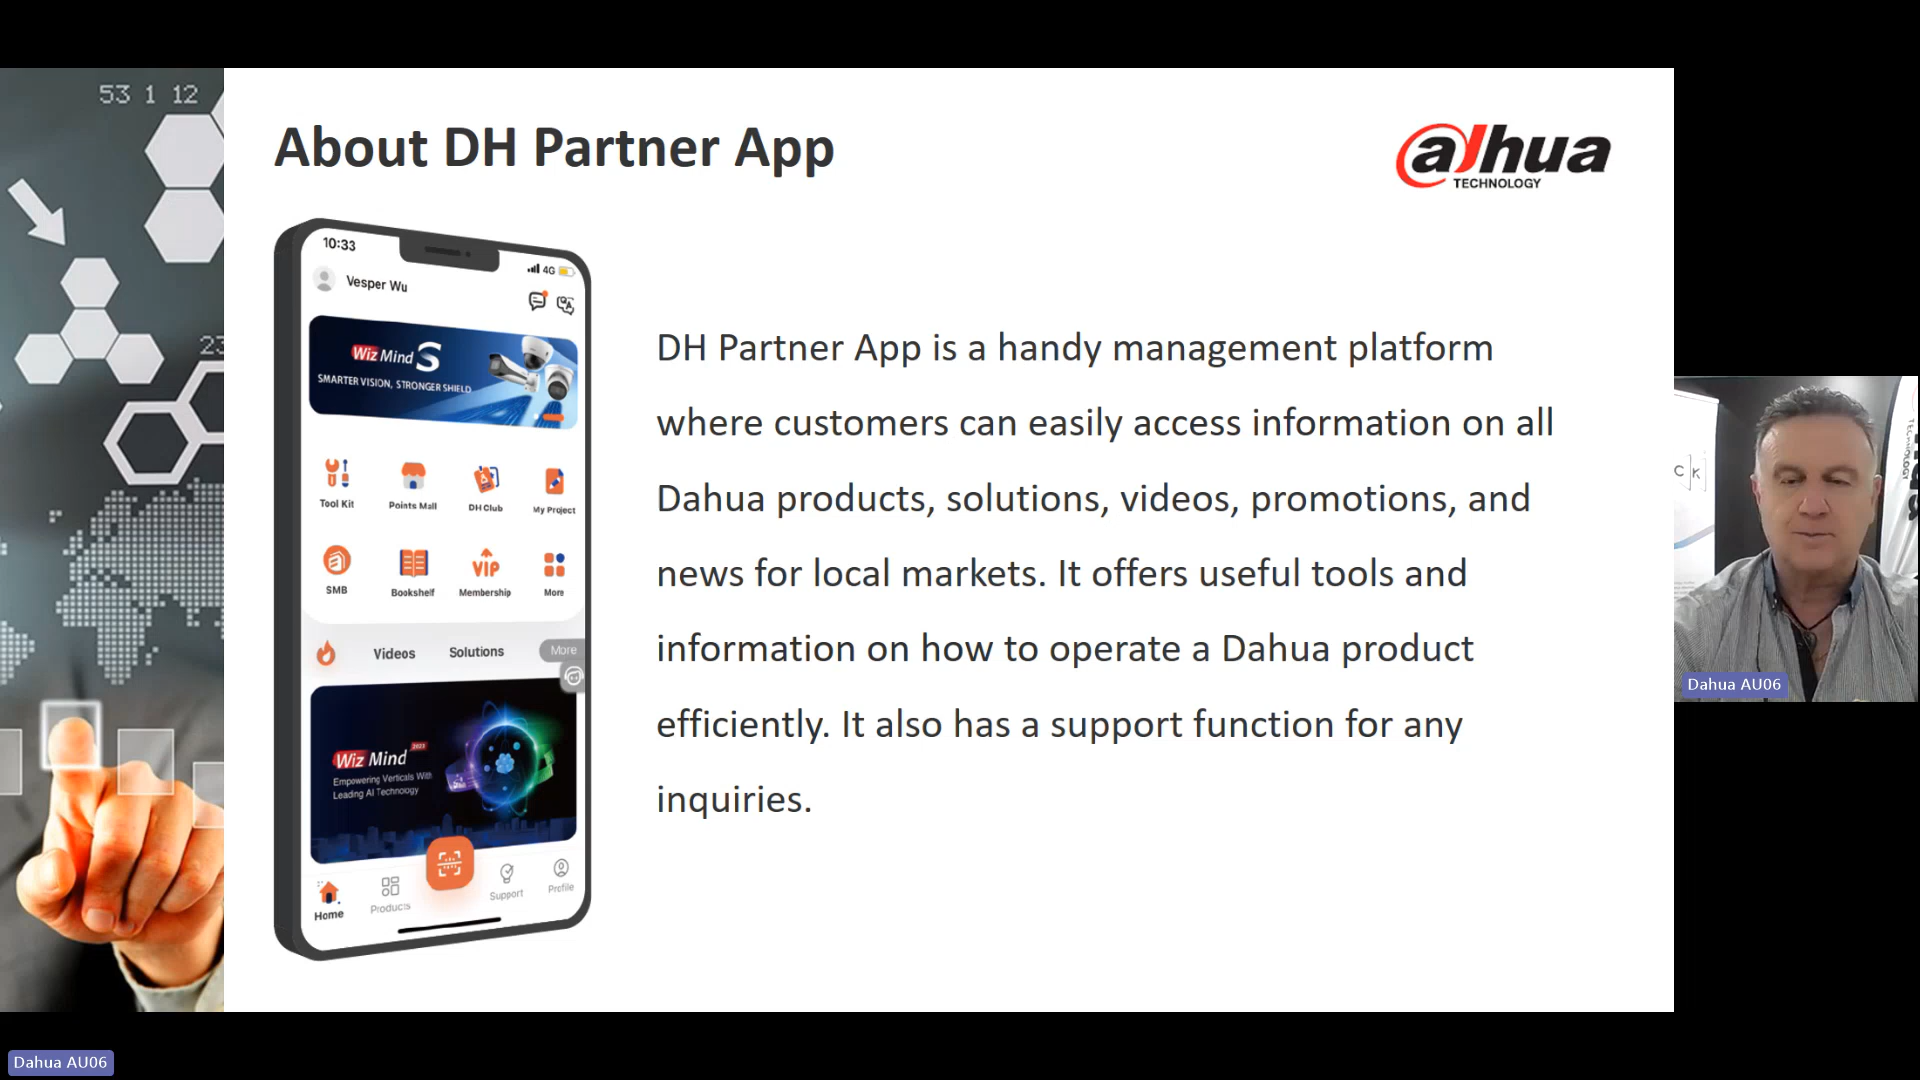 53 1 12
23
About DH Partner App
alhua
TECHNOLOGY
10:33
4G
Vesper Wu
Wiz Mind S
SMARTER VISION, STRONGER SHIELD
Tool Kit
Points Mall
DH Club
My Project
SMB
VIP
Bookshelf
Membership
More
Videos
Solutions
More
Wiz Mind 2023
Empowering Verticals With
Leading AI Technology
Home
Products
Support
Profile
DH Partner App is a handy management platform
where customers can easily access information on all
Dahua products, solutions, videos, promotions, and
news for local markets. It offers useful tools and
information on how to operate a Dahua product
efficiently. It also has a support function for any
inquiries.
C K
TECHNOLOGY
Dahua AU06
Dahua AU06